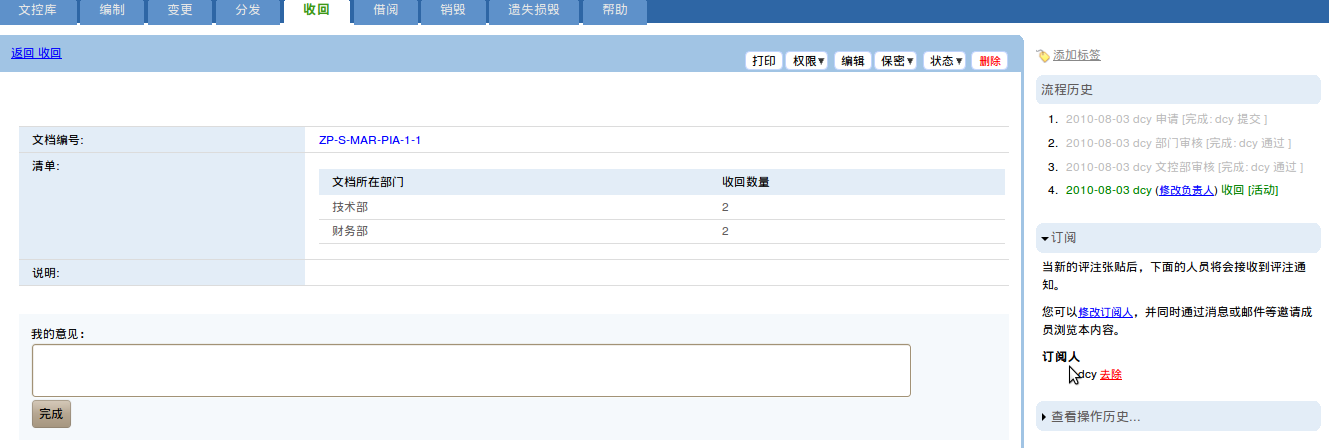 文控库 编制 变更 分发 收回 借阅 销毁 遗失损毁 帮助
返回 收回
打印 权限▼ 编辑 保密▼ 状态▼ 删除
文档编号: ZP-S-MAR-PIA-1-1
清单:
文档所在部门 收回数量
技术部 2
财务部 2
说明:
我的意见:
完成
添加标签
流程历史
1. 2010-08-03 dcy 申请 [完成: dcy 提交 ]
2. 2010-08-03 dcy 部门审核 [完成: dcy 通过 ]
3. 2010-08-03 dcy 文控部审核 [完成: dcy 通过 ]
4. 2010-08-03 dcy (修改负责人) 收回 [活动]
订阅
当新的评注张贴后，下面的人员将会接收到评注通
知。
您可以修改订阅人，并同时通过消息或邮件等邀请成
员浏览本内容。
订阅人
dcy 去除
查看操作历史...